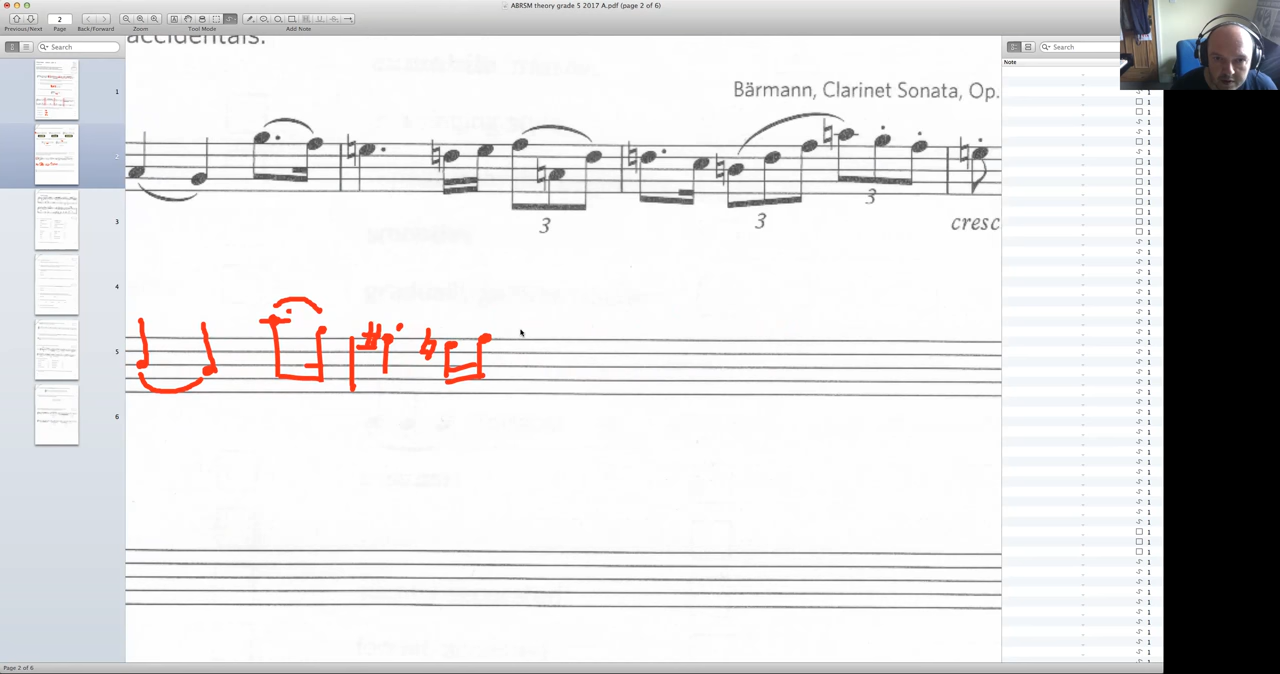 ABRSM theory grade 5 2017 A.pdf (page 2 of 6)
2
Previous/Next Page Back/Forward Zoom Tool Mode Add Note
Search
Search
Note
accidentals.
Bärmann, Clarinet Sonata, Op.
3 3 3
cresc
1
2
3
4
5
6
Page 2 of 6